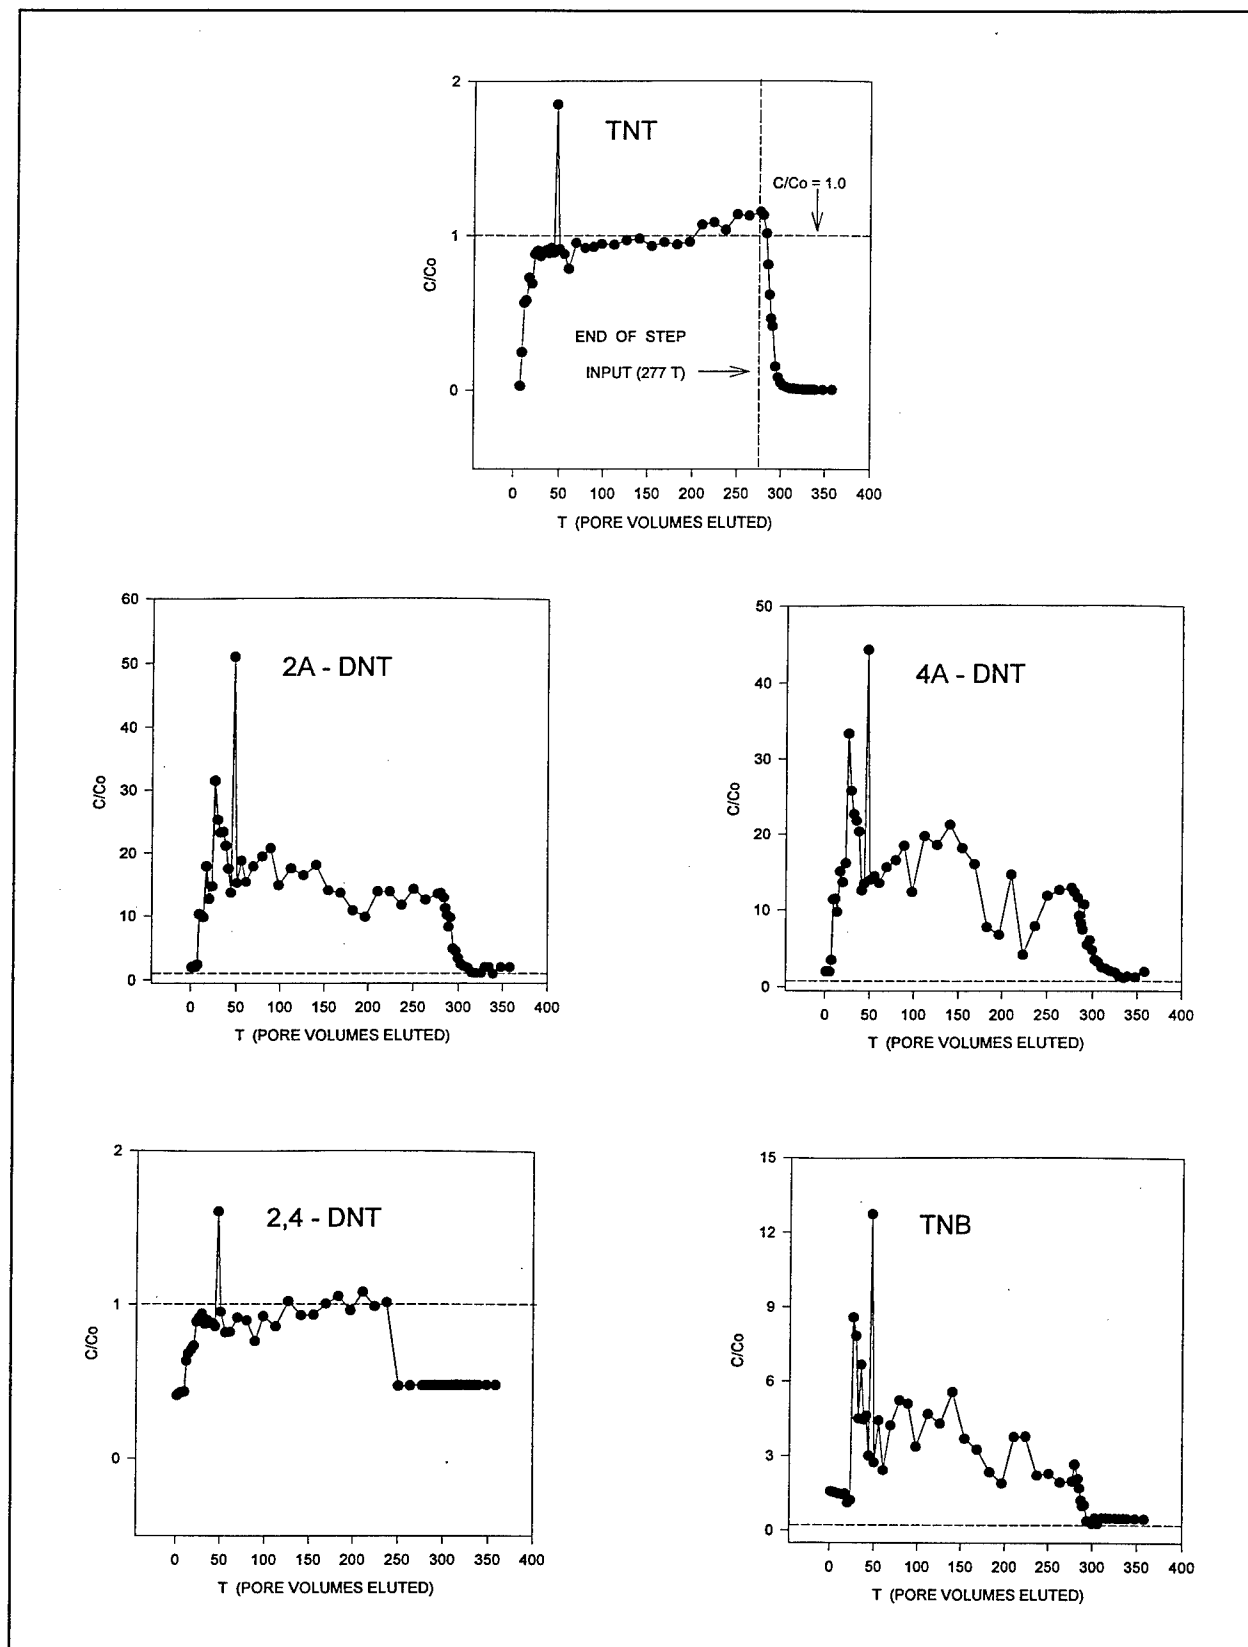 2
TNT
C/Co = 1.0
1
C/Co
END OF STEP
INPUT (277 T)
0
0 50 100 150 200 250 300 350 400
T (PORE VOLUMES ELUTED)
60
2A - DNT
50
40
30
C/Co
20
10
0
0 50 100 150 200 250 300 350 400
T (PORE VOLUMES ELUTED)
50
4A - DNT
40
30
C/Co
20
10
0
0 50 100 150 200 250 300 350 400
T (PORE VOLUMES ELUTED)
2
2,4 - DNT
1
C/Co
0
0 50 100 150 200 250 300 350 400
T (PORE VOLUMES ELUTED)
15
TNB
12
9
C/Co
6
3
0
0 50 100 150 200 250 300 350 400
T (PORE VOLUMES ELUTED)